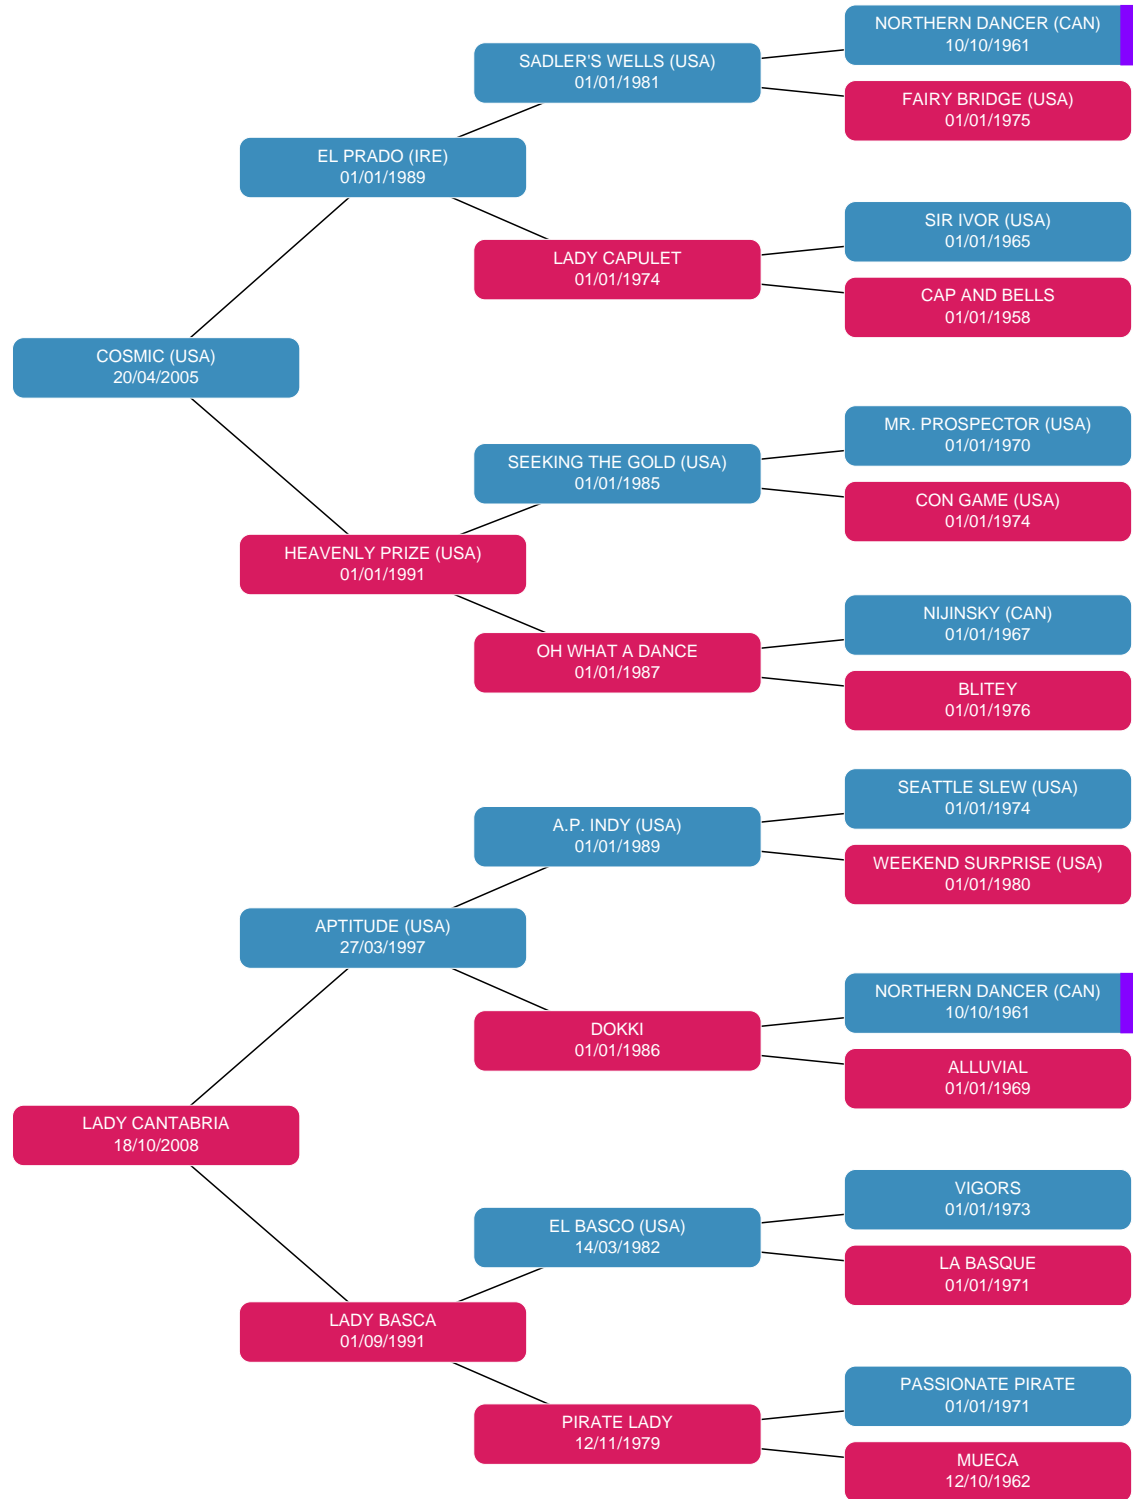 NORTHERN DANCER (CAN)
10/10/1961
SADLER'S WELLS (USA)
01/01/1981
FAIRY BRIDGE (USA)
01/01/1975
EL PRADO (IRE)
01/01/1989
SIR IVOR (USA)
01/01/1965
LADY CAPULET
01/01/1974
CAP AND BELLS
01/01/1958
COSMIC (USA)
20/04/2005
MR. PROSPECTOR (USA)
01/01/1970
SEEKING THE GOLD (USA)
01/01/1985
CON GAME (USA)
01/01/1974
HEAVENLY PRIZE (USA)
01/01/1991
NIJINSKY (CAN)
01/01/1967
OH WHAT A DANCE
01/01/1987
BLITEY
01/01/1976
SEATTLE SLEW (USA)
01/01/1974
A.P. INDY (USA)
01/01/1989
WEEKEND SURPRISE (USA)
01/01/1980
APTITUDE (USA)
27/03/1997
NORTHERN DANCER (CAN)
10/10/1961
DOKKI
01/01/1986
ALLUVIAL
01/01/1969
LADY CANTABRIA
18/10/2008
VIGORS
01/01/1973
EL BASCO (USA)
14/03/1982
LA BASQUE
01/01/1971
LADY BASCA
01/09/1991
PASSIONATE PIRATE
01/01/1971
PIRATE LADY
12/11/1979
MUECA
12/10/1962